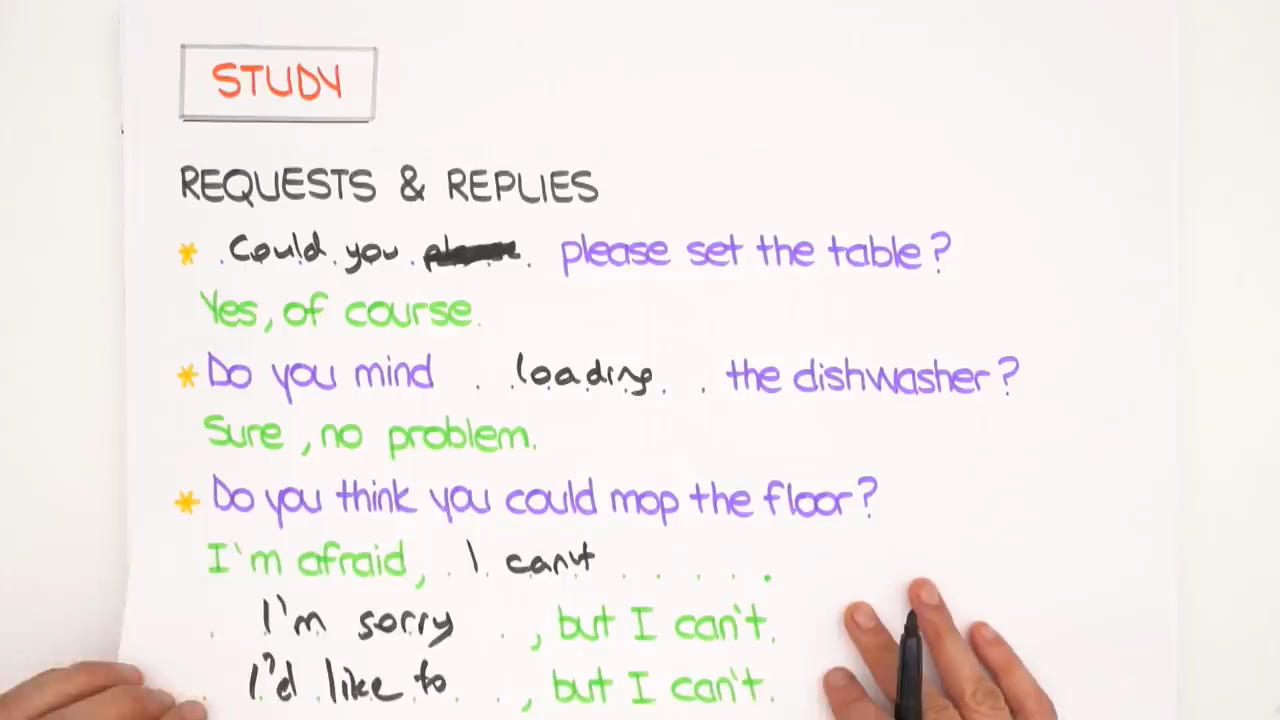 STUDY
REQUESTS & REPLIES
* Could you please set the table?
Yes, of course.
* Do you mind loading the dishwasher?
Sure, no problem.
* Do you think you could mop the floor?
I'm afraid, I can't.
I'm sorry, but I can't.
I'd like to, but I can't.